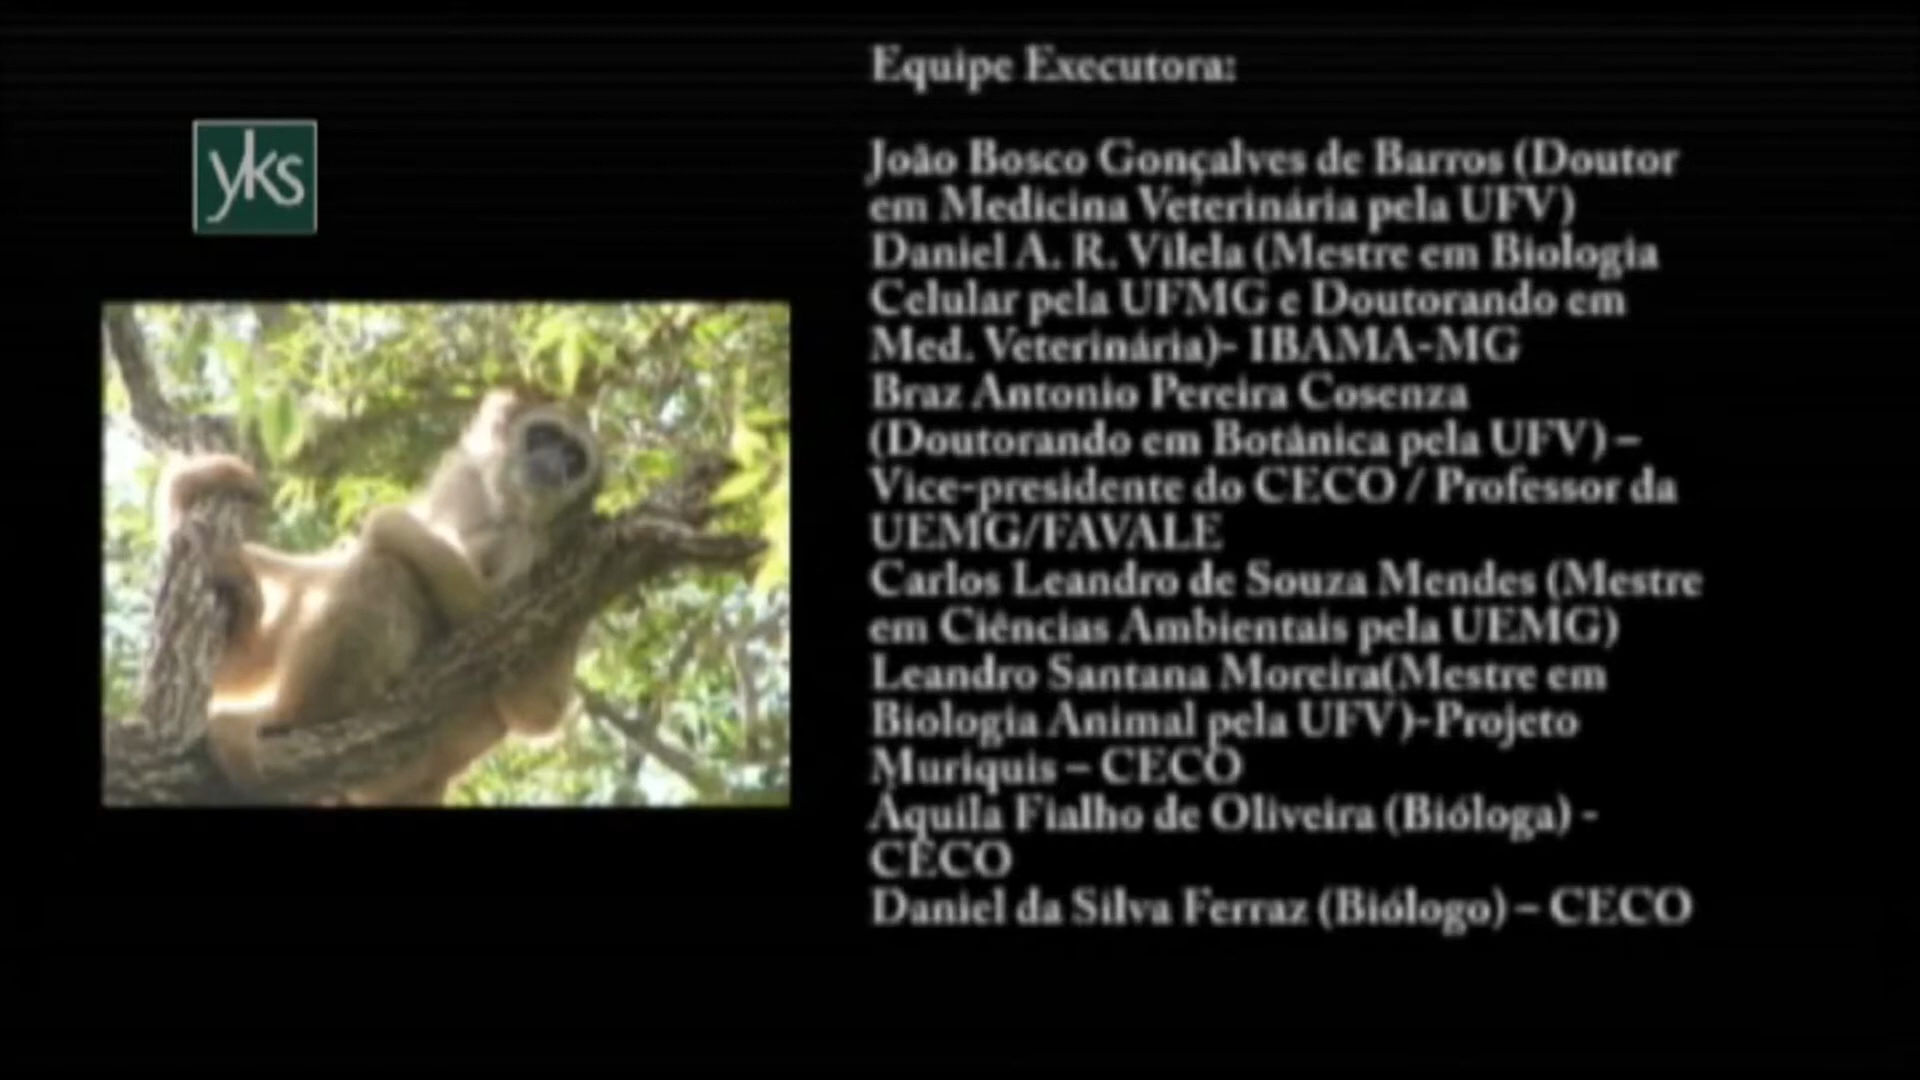 yks
Equipe Executora:
João Bosco Gonçalves de Barros (Doutor
em Medicina Veterinária pela UFV)
Daniel A. R. Vilela (Mestre em Biologia
Celular pela UFMG e Doutorando em
Med. Veterinária)- IBAMA-MG
Braz Antonio Pereira Cosenza
(Doutorando em Botânica pela UFV) –
Vice-presidente do CECO / Professor da
UEMG/FAVALE
Carlos Leandro de Souza Mendes (Mestre
em Ciências Ambientais pela UEMG)
Leandro Santana Moreira(Mestre em
Biologia Animal pela UFV)-Projeto
Muriquis – CECO
Áquila Fialho de Oliveira (Bióloga) -
CECO
Daniel da Silva Ferraz (Biólogo) – CECO